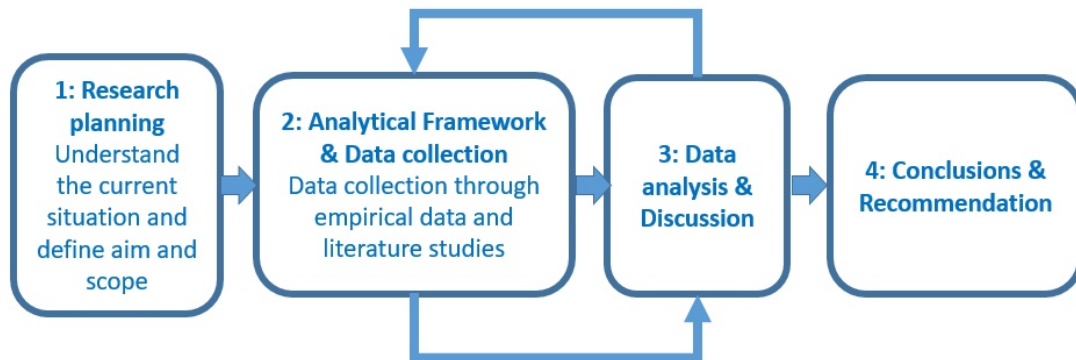 1: Research
planning
Understand
the current
situation and
define aim and
scope
2: Analytical Framework
& Data collection
Data collection through
empirical data and
literature studies
3: Data
analysis &
Discussion
4: Conclusions &
Recommendation